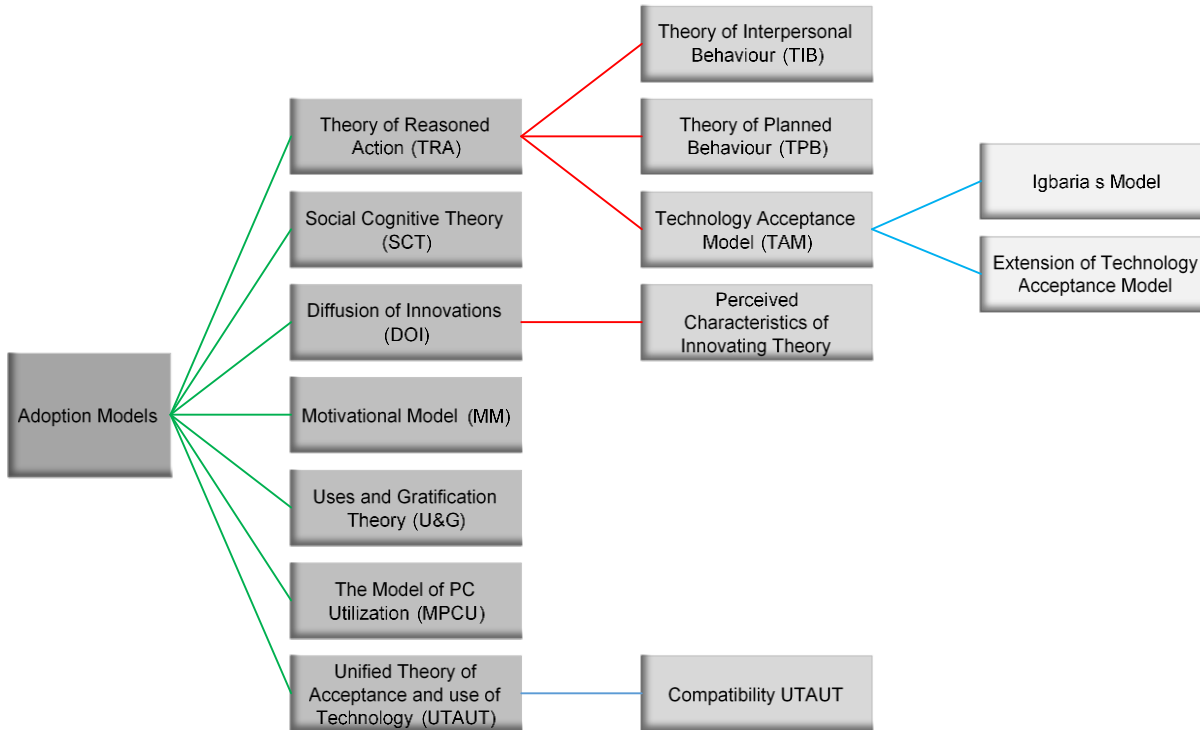 Adoption Models
Theory of Reasoned
Action (TRA)
Social Cognitive Theory
(SCT)
Diffusion of Innovations
(DOI)
Motivational Model (MM)
Uses and Gratification
Theory (U&G)
The Model of PC
Utilization (MPCU)
Unified Theory of
Acceptance and use of
Technology (UTAUT)
Theory of Interpersonal
Behaviour (TIB)
Theory of Planned
Behaviour (TPB)
Technology Acceptance
Model (TAM)
Perceived
Characteristics of
Innovating Theory
Compatibility UTAUT
Igbaria s Model
Extension of Technology
Acceptance Model